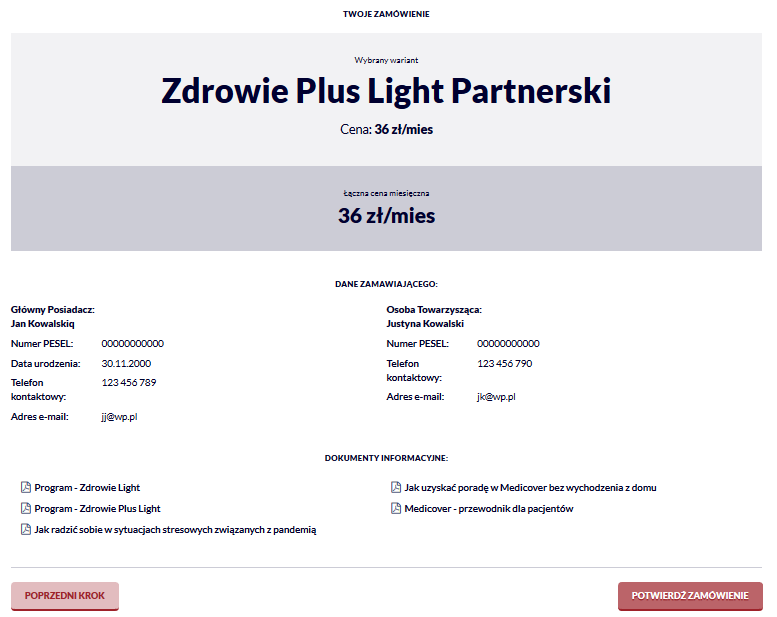 TWOJE ZAMÓWIENIE
Wybrany wariant
Zdrowie Plus Light Partnerski
Cena: 36 zł/mies
Łączna cena miesięczna
36 zł/mies
DANE ZAMAWIAJĄCEGO:
Główny Posiadacz:
Jan Kowalskiq
Numer PESEL: 00000000000
Data urodzenia: 30.11.2000
Telefon kontaktowy: 123 456 789
Adres e-mail: jj@wp.pl
Osoba Towarzysząca:
Justyna Kowalski
Numer PESEL: 00000000000
Telefon kontaktowy: 123 456 790
Adres e-mail: jk@wp.pl
DOKUMENTY INFORMACYJNE:
Program - Zdrowie Light
Program - Zdrowie Plus Light
Jak radzić sobie w sytuacjach stresowych związanych z pandemią
Jak uzyskać poradę w Medicover bez wychodzenia z domu
Medicover - przewodnik dla pacjentów
POPRZEDNI KROK
POTWIERDŹ ZAMÓWIENIE